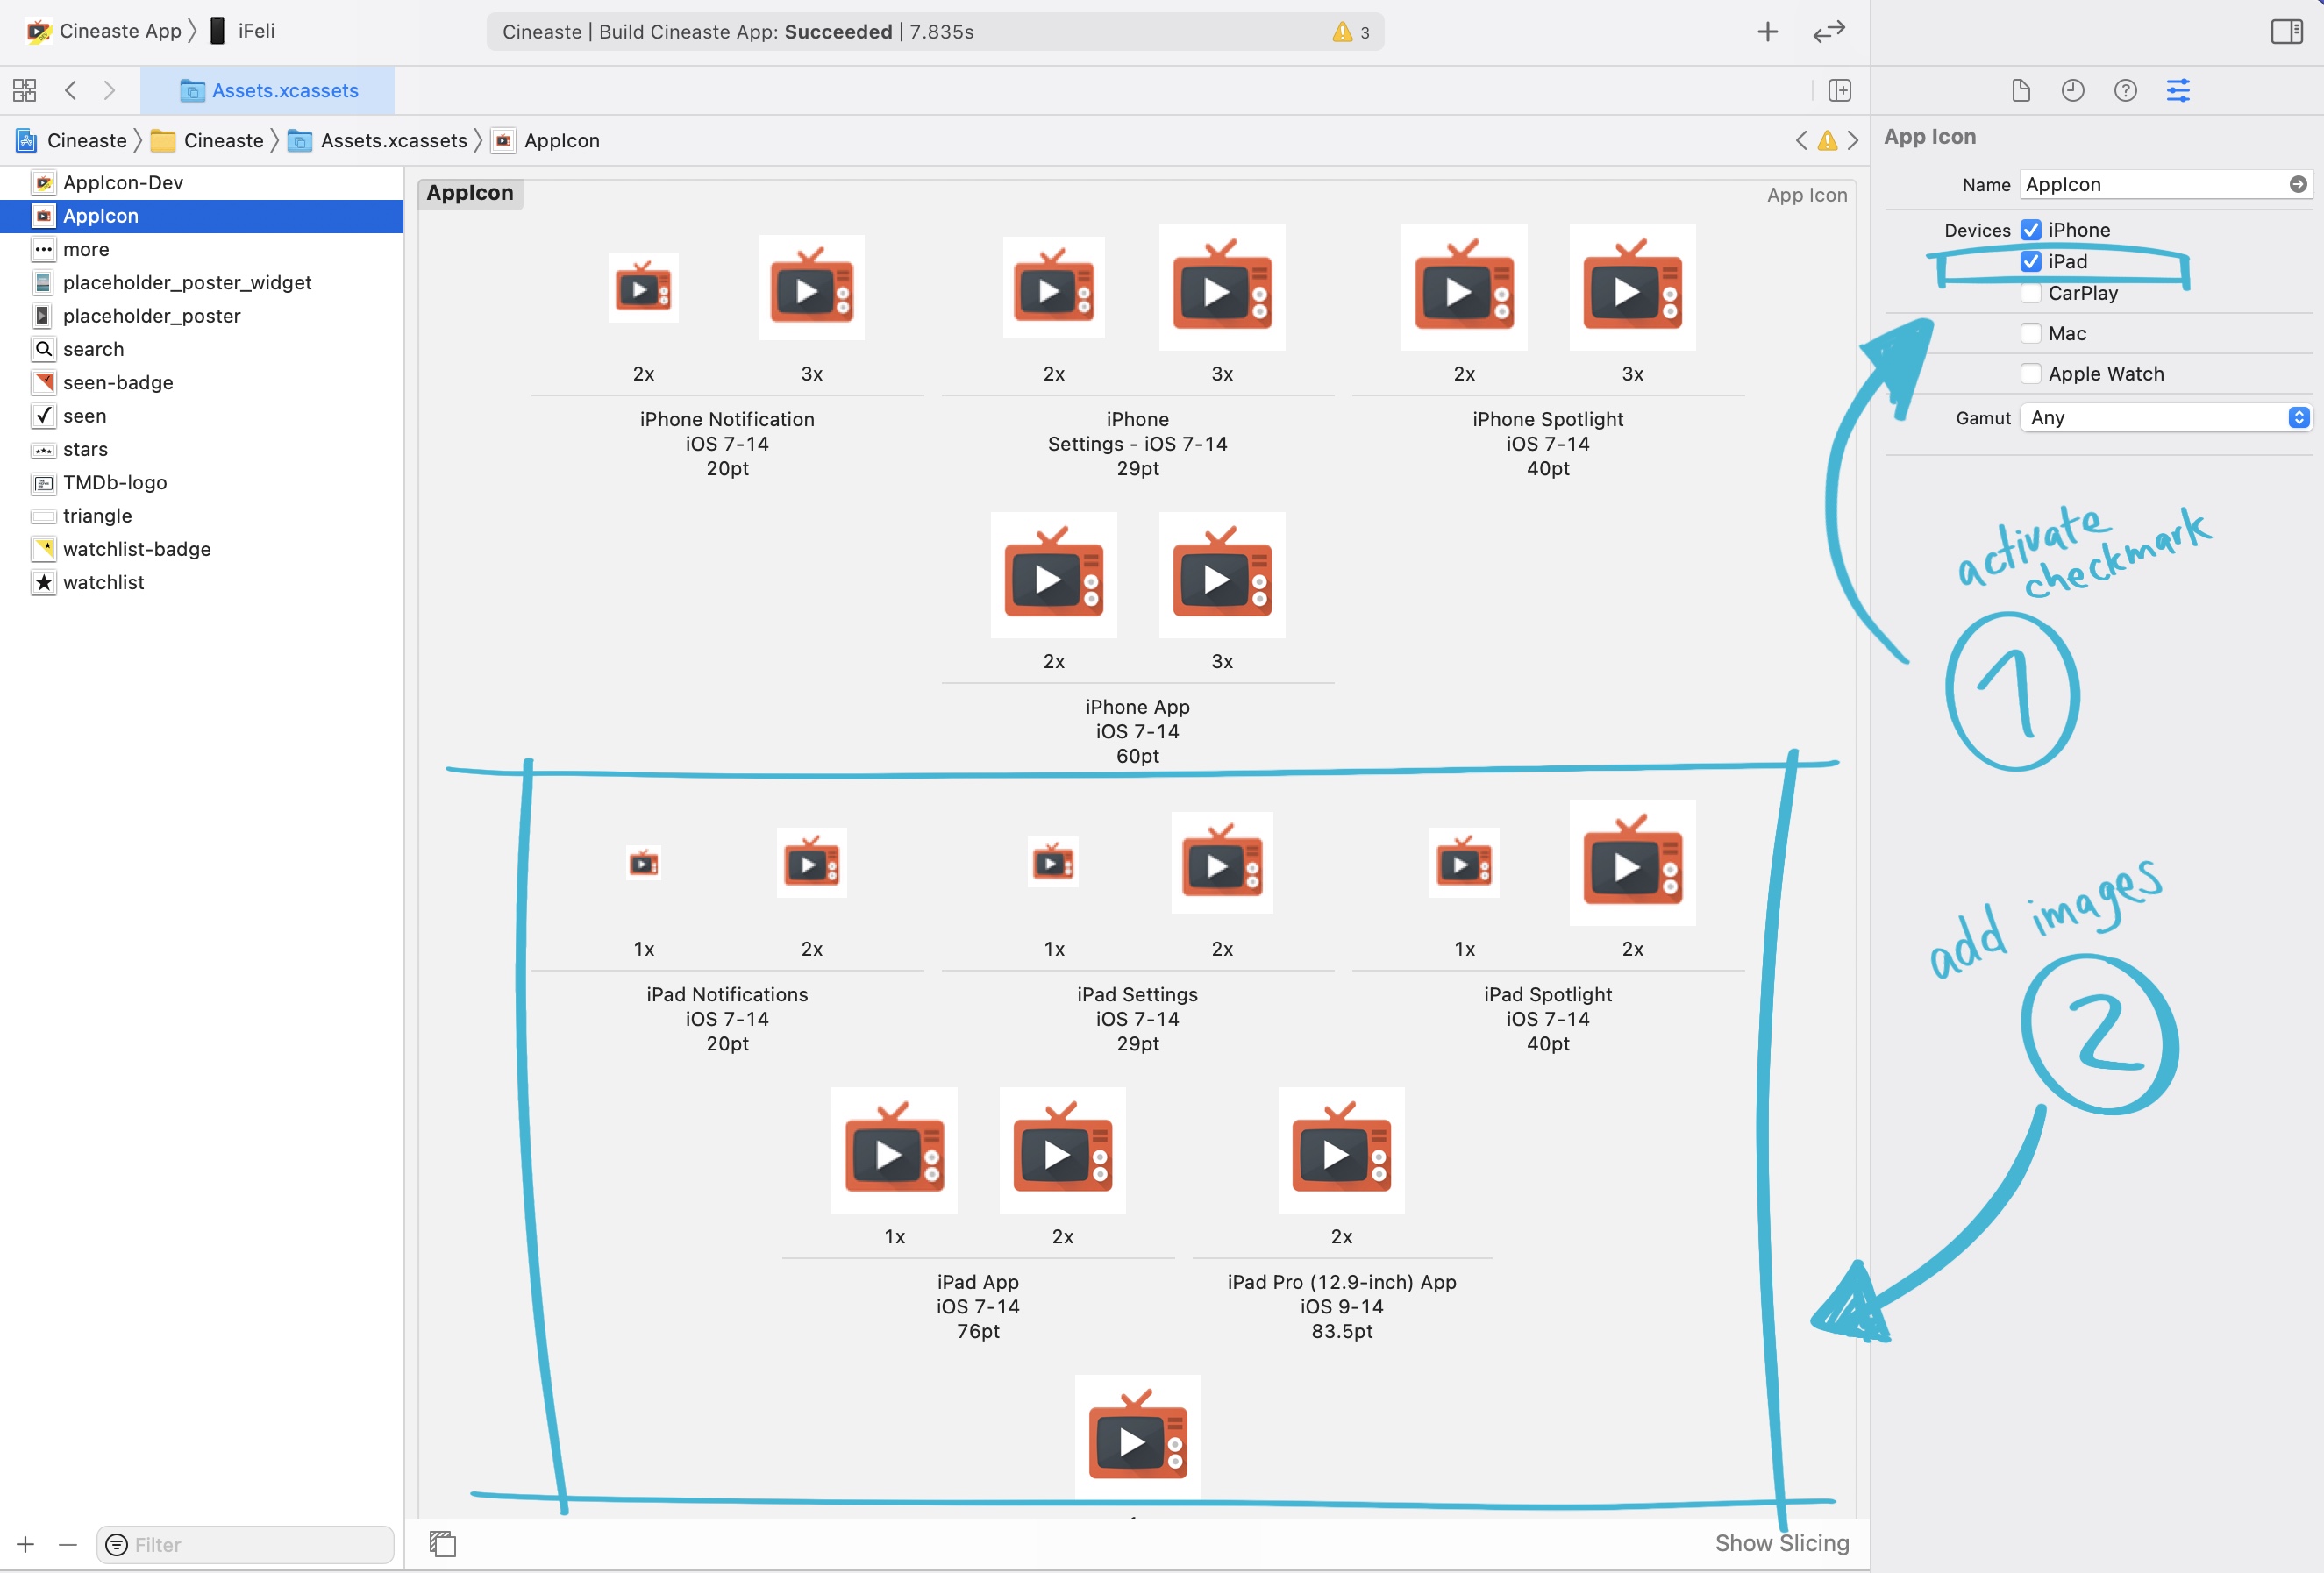 Cineaste App 〉 iFeli
Cineaste | Build Cineaste App: Succeeded | 7.835s
3
Assets.xcassets
Cineaste 〉 Cineaste 〉 Assets.xcassets 〉 AppIcon
AppIcon-Dev
AppIcon
more
placeholder_poster_widget
placeholder_poster
search
seen-badge
seen
stars
TMDb-logo
triangle
watchlist-badge
watchlist
Filter
AppIcon
App Icon
2x 3x 2x 3x 2x 3x
iPhone Notification
iOS 7-14
20pt
iPhone
Settings - iOS 7-14
29pt
iPhone Spotlight
iOS 7-14
40pt
2x 3x
iPhone App
iOS 7-14
60pt
1x 2x 1x 2x 1x 2x
iPad Notifications
iOS 7-14
20pt
iPad Settings
iOS 7-14
29pt
iPad Spotlight
iOS 7-14
40pt
1x 2x 2x
iPad App
iOS 7-14
76pt
iPad Pro (12.9-inch) App
iOS 9-14
83.5pt
Show Slicing
App Icon
Name AppIcon
Devices iPhone
iPad
CarPlay
Mac
Apple Watch
Gamut Any
activate
checkmark
1
add images
2